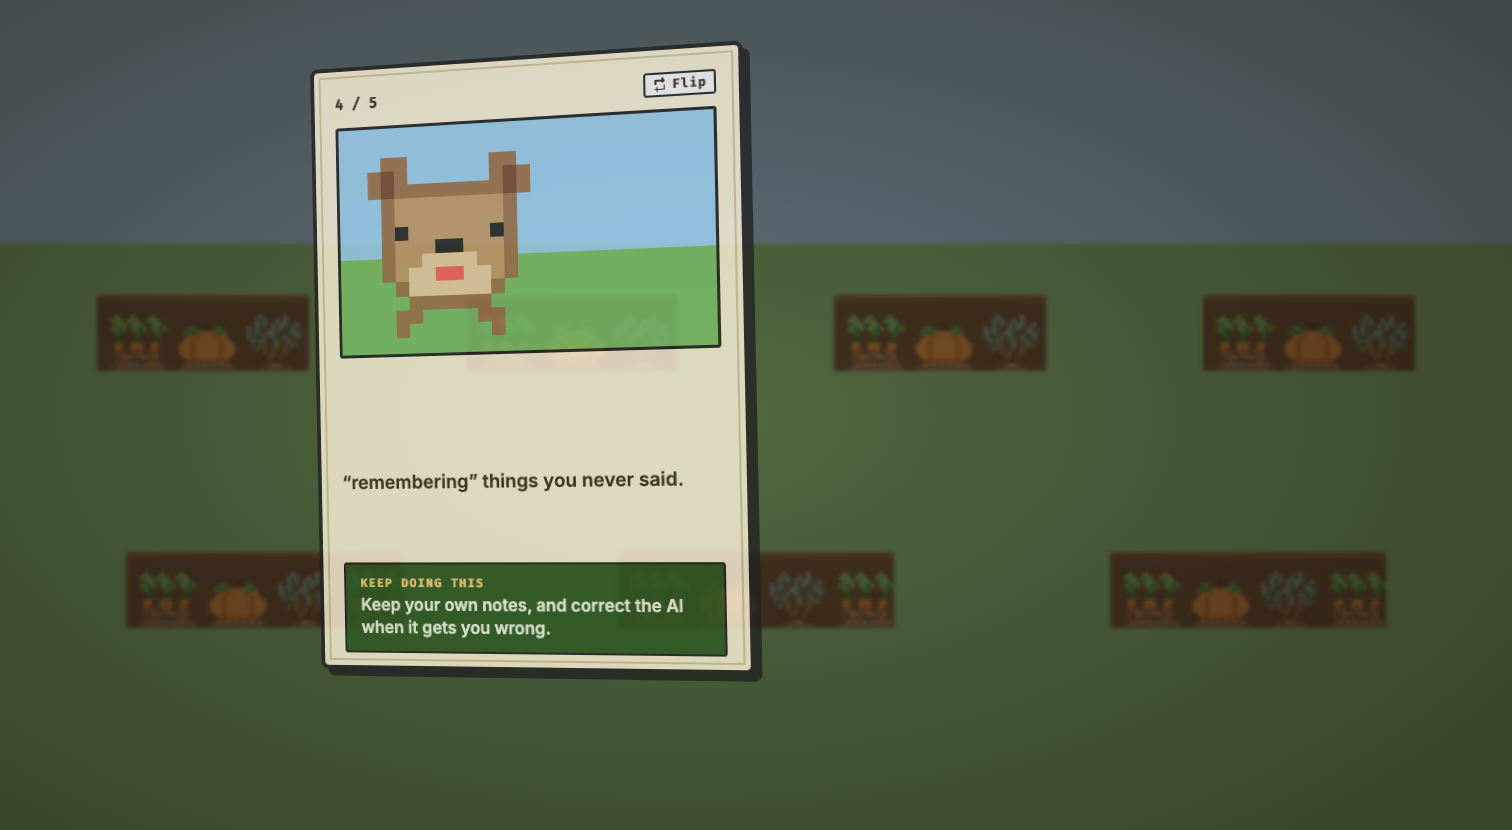 4 / 5
Flip
“remembering” things you never said.
KEEP DOING THIS
Keep your own notes, and correct the AI
when it gets you wrong.